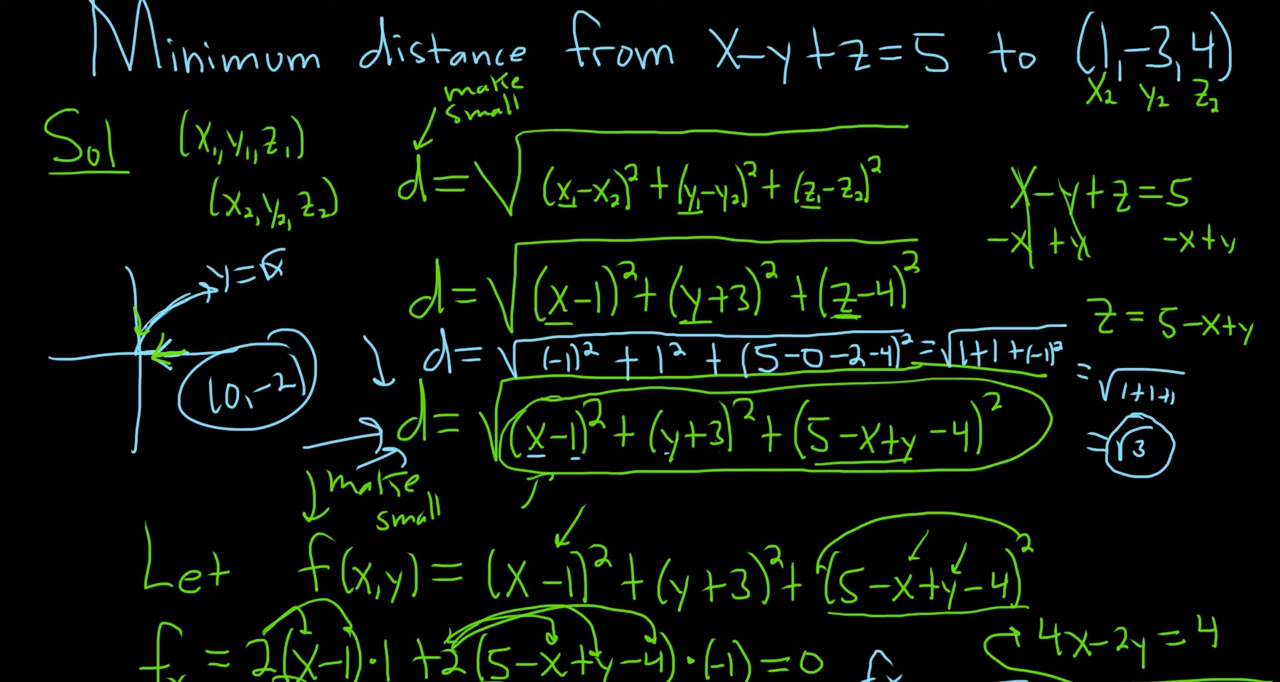 Minimum distance from x-y+z=5 to (1,-3,4)
x₂ y₂ z₂
make small
Sol (x₁,y₁,z₁)
(x₂,y₂,z₂)
d=√((x₁-x₂)²+(y₁-y₂)²+(z₁-z₂)²)
x-y+z=5
-x+y -x+y
z=5-x+y
y=√x
d=√((x-1)²+(y+3)²+(z-4)²)
d=√((-1)²+1²+(5-0-2-4)²=√1+1+(-1)²
=√1+1+1
=√3
(0,-2)
d=√((x-1)²+(y+3)²+(5-x+y-4)²)
make small
Let f(x,y)=(x-1)²+(y+3)²+(5-x+y-4)²
4x-2y=4
fₓ=2(x-1)·1+2(5-x+y-4)·(-1)=0